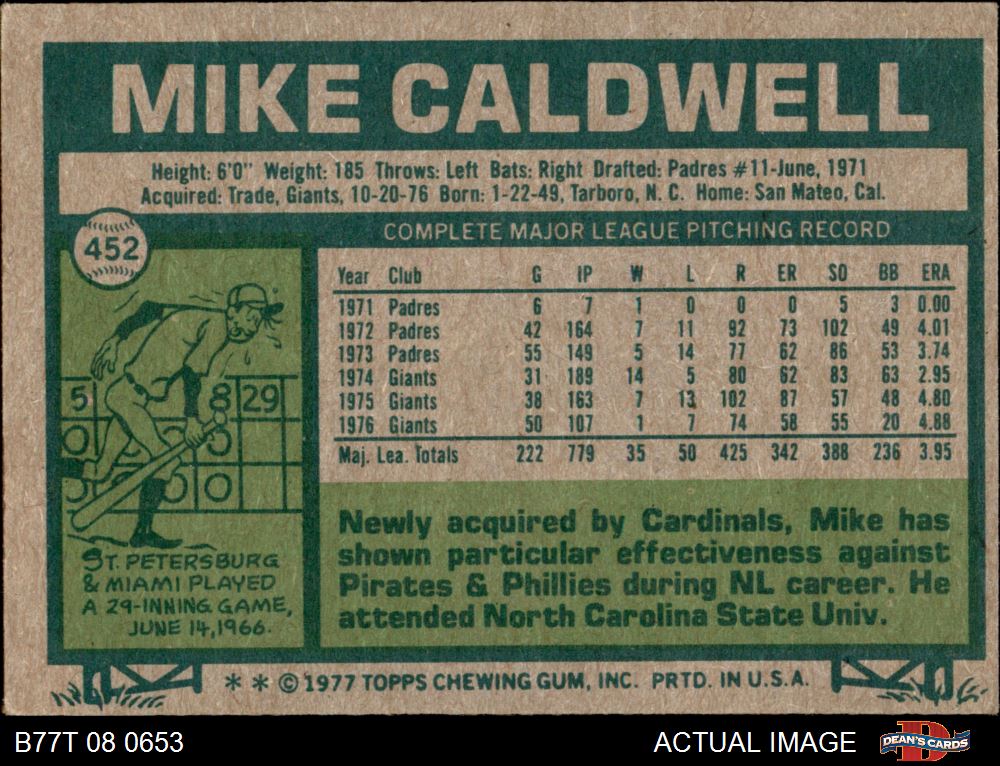 MIKE CALDWELL
Height: 6'0" Weight: 185 Throws: Left Bats: Right Drafted: Padres #11-June, 1971
Acquired: Trade, Giants, 10-20-76 Born: 1-22-49, Tarboro, N. C. Home: San Mateo, Cal.
452
COMPLETE MAJOR LEAGUE PITCHING RECORD
Year Club G IP W L R ER SO BB ERA
1971 Padres 6 7 1 0 0 0 5 3 0.00
1972 Padres 42 164 7 11 92 73 102 49 4.01
1973 Padres 55 149 5 14 77 62 86 53 3.74
1974 Giants 31 189 14 5 80 62 83 63 2.95
1975 Giants 38 163 7 13 102 87 57 48 4.80
1976 Giants 50 107 1 7 74 58 55 20 4.88
Maj. Lea. Totals 222 779 35 50 425 342 388 236 3.95
5 8 29
0
0 0 0
ST. PETERSBURG
& MIAMI PLAYED
A 29-INNING GAME,
JUNE 14, 1966.
Newly acquired by Cardinals, Mike has
shown particular effectiveness against
Pirates & Phillies during NL career. He
attended North Carolina State Univ.
* * © 1977 TOPPS CHEWING GUM, INC. PRTD. IN U.S.A.
B77T 08 0653
ACTUAL IMAGE
DEAN'S CARDS